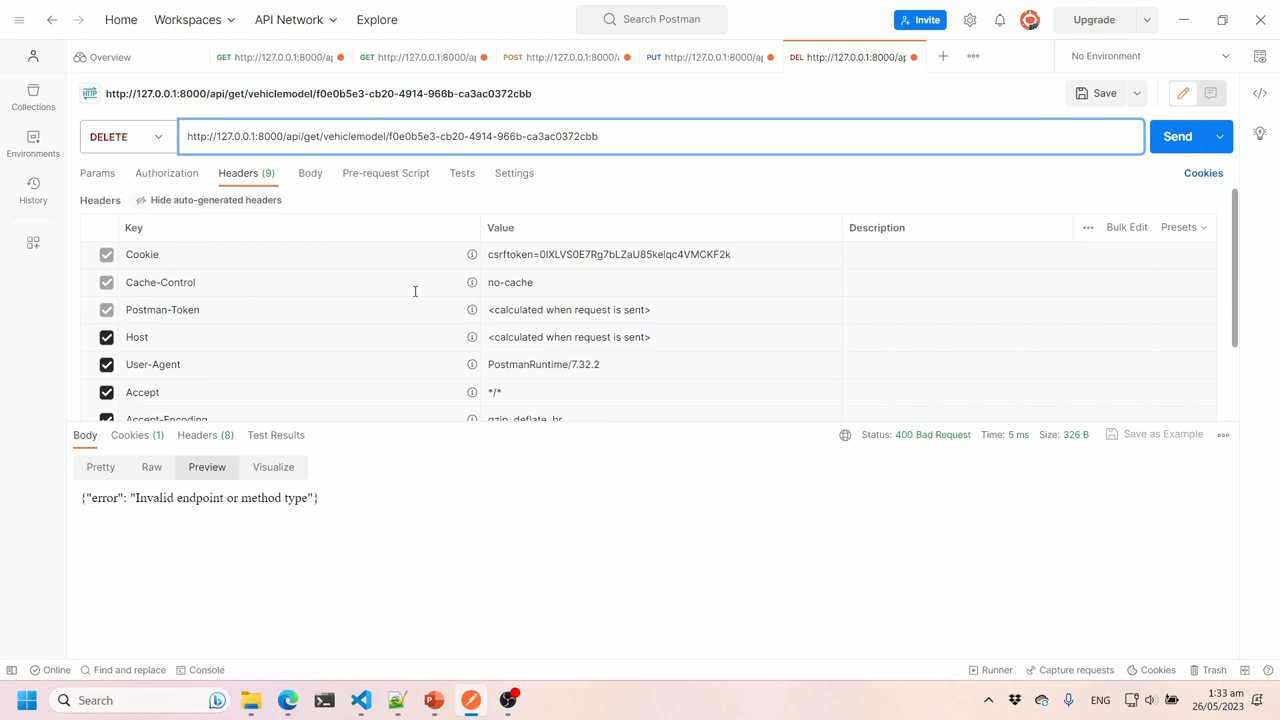 Home Workspaces API Network Explore Search Postman Invite Upgrade
Overview GET http://127.0.0.1:8000/a GET http://127.0.0.1:8000/a POST http://127.0.0.1:8000/ PUT http://127.0.0.1:8000/a DEL http://127.0.0.1:8000/ap No Environment
HTTP http://127.0.0.1:8000/api/get/vehiclemodel/f0e0b5e3-cb20-4914-966b-ca3ac0372cbb Save
Collections
DELETE http://127.0.0.1:8000/api/get/vehiclemodel/f0e0b5e3-cb20-4914-966b-ca3ac0372cbb Send
Environments
Params Authorization Headers (9) Body Pre-request Script Tests Settings Cookies
History
Headers Hide auto-generated headers
Key Value Description Bulk Edit Presets
Cookie csrftoken=0IXLVS0E7Rg7bLZaU85kelqc4VMCKF2k
Cache-Control no-cache
Postman-Token <calculated when request is sent>
Host <calculated when request is sent>
User-Agent PostmanRuntime/7.32.2
Accept */*
Accept-Encoding gzip, deflate, br
Body Cookies (1) Headers (8) Test Results Status: 400 Bad Request Time: 5 ms Size: 326 B Save as Example
Pretty Raw Preview Visualize
{"error": "Invalid endpoint or method type"}
Online Find and replace Console Runner Capture requests Cookies Trash
Search ENG 1:33 am
26/05/2023